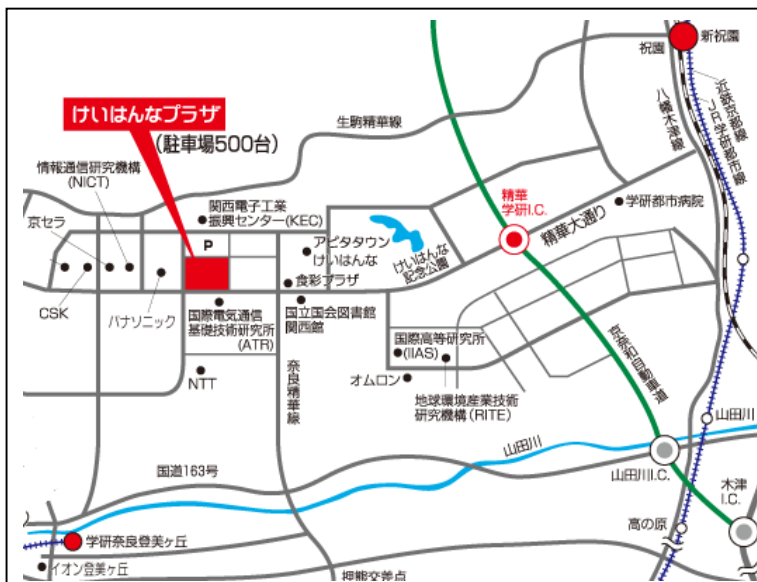 祝園
新祝園
近鉄京都線
JR学研都市線
八幡木津線
生駒精華線
けいはんなプラザ
(駐車場500台)
情報通信研究機構
(NICT)
関西電子工業
振興センター(KEC)
精華
学研I.C.
精華大通り
学研都市病院
京セラ
P
アピタタウン
けいはんな
けいはんな
記念公園
食彩プラザ
CSK
パナソニック
国際電気通信
基礎技術研究所
(ATR)
国立国会図書館
関西館
国際高等研究所
(IIAS)
NTT
オムロン
奈良精華線
地球環境産業技術
研究機構(RITE)
京奈和自動車道
山田川
山田川
山田川I.C.
国道163号
木津
I.C.
高の原
学研奈良登美ヶ丘
イオン登美ヶ丘
押熊交差点